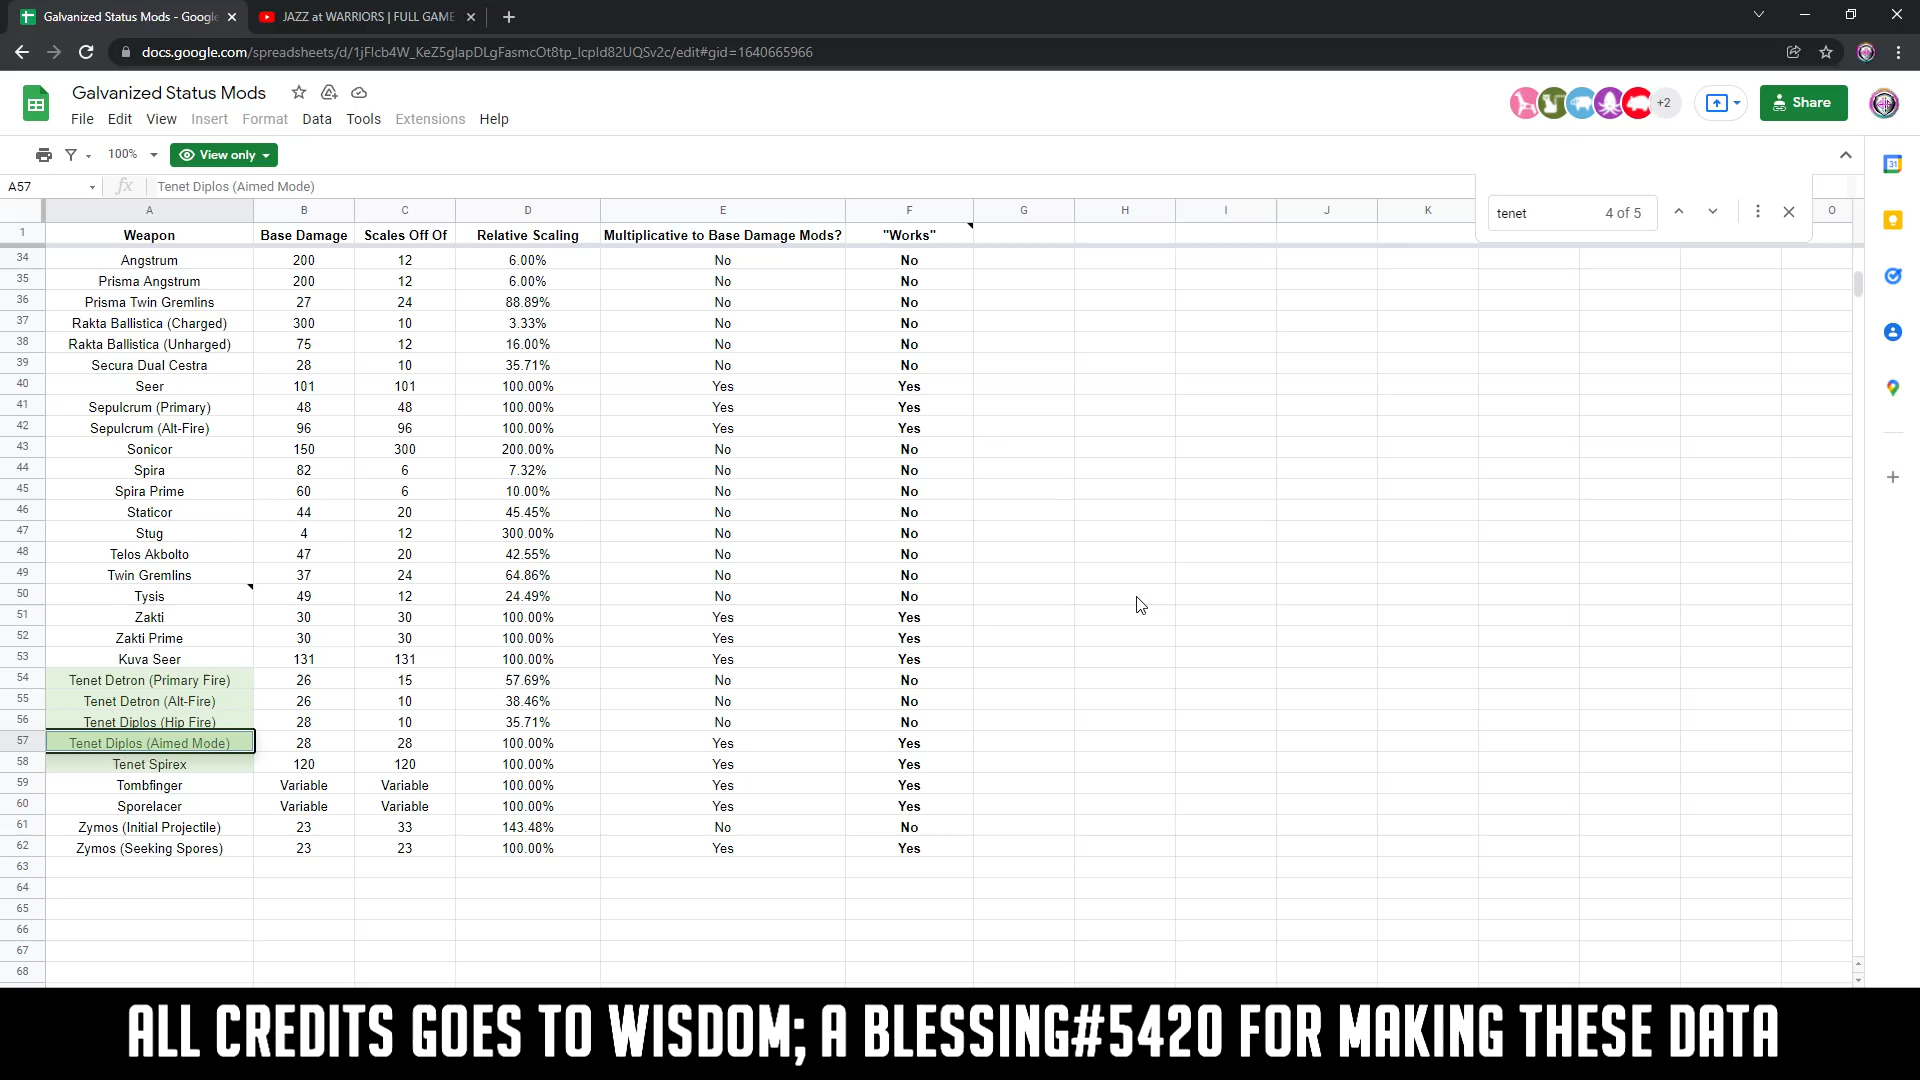 Galvanized Status Mods - Google
JAZZ at WARRIORS | FULL GAME
docs.google.com/spreadsheets/d/1jFlcb4W_KeZ5glapDLgFasmcOt8tp_lcpld82UQSv2c/edit#gid=1640665966
Galvanized Status Mods
File Edit View Insert Format Data Tools Extensions Help
+2
Share
100% View only
31
A57 fx Tenet Diplos (Aimed Mode)
tenet 4 of 5
A B C D E F G H I J K O
1 Weapon Base Damage Scales Off Of Relative Scaling Multiplicative to Base Damage Mods? "Works"
34 Angstrum 200 12 6.00% No No
35 Prisma Angstrum 200 12 6.00% No No
36 Prisma Twin Gremlins 27 24 88.89% No No
37 Rakta Ballistica (Charged) 300 10 3.33% No No
38 Rakta Ballistica (Unharged) 75 12 16.00% No No
39 Secura Dual Cestra 28 10 35.71% No No
40 Seer 101 101 100.00% Yes Yes
41 Sepulcrum (Primary) 48 48 100.00% Yes Yes
42 Sepulcrum (Alt-Fire) 96 96 100.00% Yes Yes
43 Sonicor 150 300 200.00% No No
44 Spira 82 6 7.32% No No
45 Spira Prime 60 6 10.00% No No
46 Staticor 44 20 45.45% No No
47 Stug 4 12 300.00% No No
48 Telos Akbolto 47 20 42.55% No No
49 Twin Gremlins 37 24 64.86% No No
50 Tysis 49 12 24.49% No No
51 Zakti 30 30 100.00% Yes Yes
52 Zakti Prime 30 30 100.00% Yes Yes
53 Kuva Seer 131 131 100.00% Yes Yes
54 Tenet Detron (Primary Fire) 26 15 57.69% No No
55 Tenet Detron (Alt-Fire) 26 10 38.46% No No
56 Tenet Diplos (Hip Fire) 28 10 35.71% No No
57 Tenet Diplos (Aimed Mode) 28 28 100.00% Yes Yes
58 Tenet Spirex 120 120 100.00% Yes Yes
59 Tombfinger Variable Variable 100.00% Yes Yes
60 Sporelacer Variable Variable 100.00% Yes Yes
61 Zymos (Initial Projectile) 23 33 143.48% No No
62 Zymos (Seeking Spores) 23 23 100.00% Yes Yes
63
64
65
66
67
68
ALL CREDITS GOES TO WISDOM; A BLESSING#5420 FOR MAKING THESE DATA